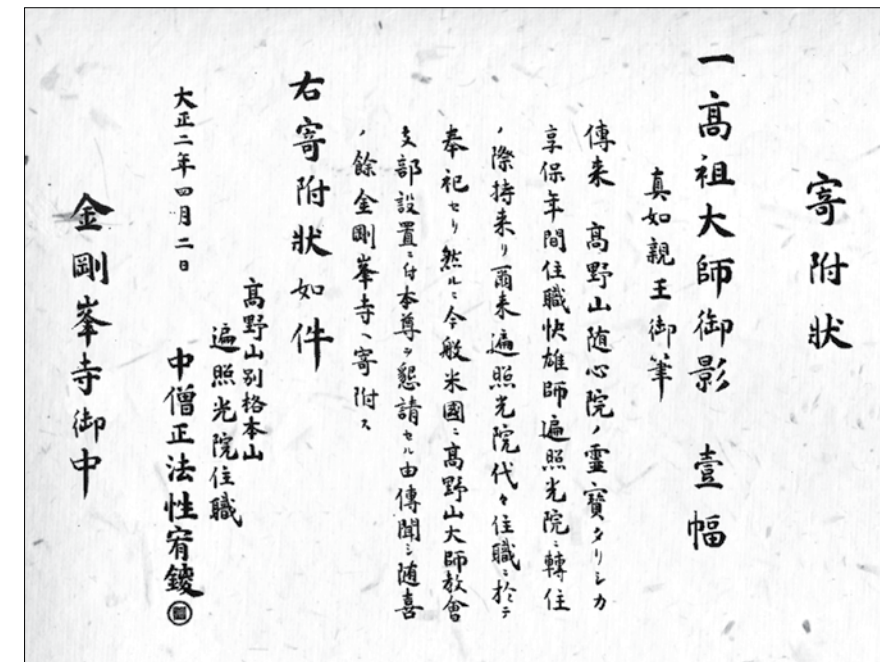 寄附状
一高祖大師御影　壹幅
真如親王御筆
傳来　高野山随心院ノ霊寶タリシカ
享保年間住職快雄師遍照光院ニ轉住
ノ際持来リ爾来遍照光院代々住職ニ於テ
奉祀セリ然ルニ今般米國ニ高野山大師教會
支部設置ニ付本尊ヲ懇請セル由傳聞シ随喜
ノ餘金剛峯寺ヘ寄附ス
右寄附状如件
高野山別格本山
遍照光院住職
大正二年四月二日
中僧正法性宥鑁
金剛峯寺御中